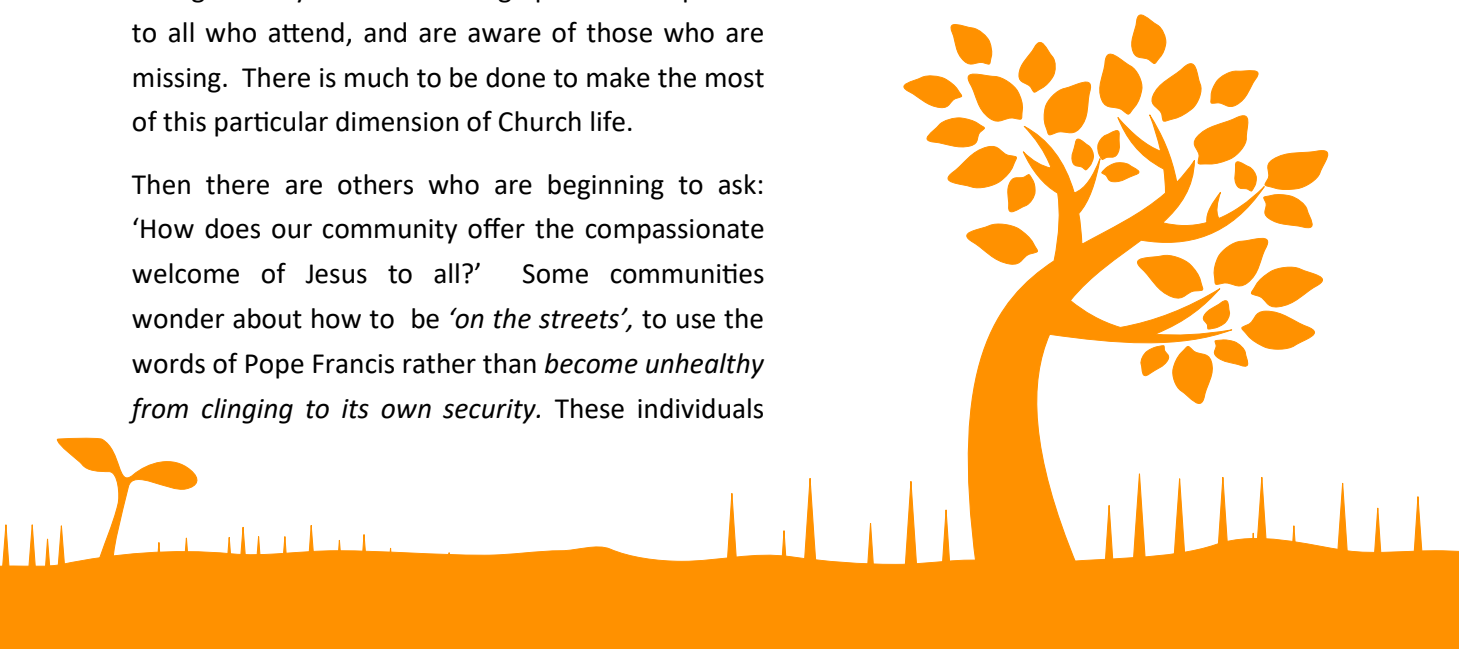 to all who attend, and are aware of those who are
missing.  There is much to be done to make the most
of this particular dimension of Church life.
Then there are others who are beginning to ask:
‘How does our community offer the compassionate
welcome of Jesus to all?’  Some communities
wonder about how to  be ‘on the streets’, to use the
words of Pope Francis rather than become unhealthy
from clinging to its own security. These individuals